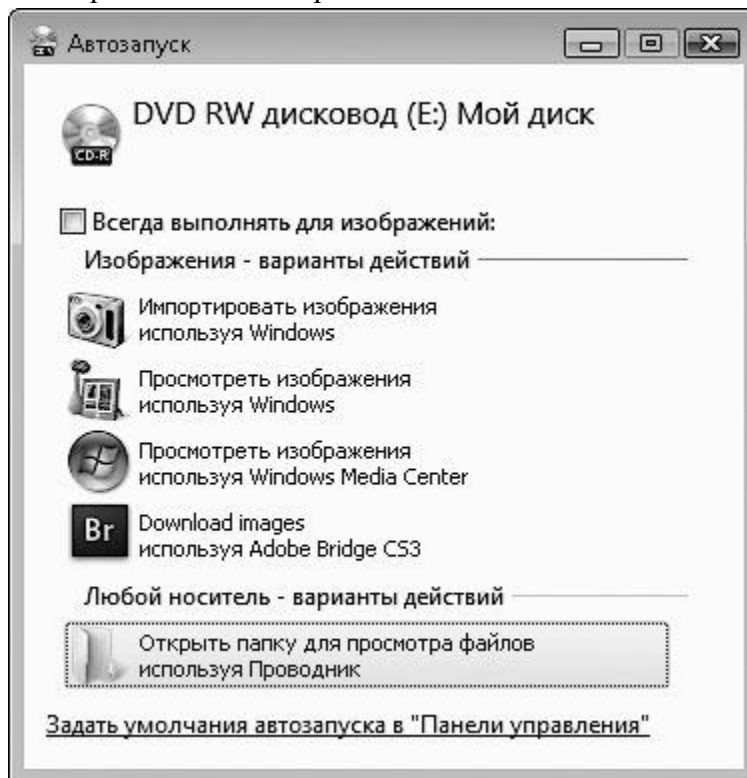 Автозапуск
DVD RW дисковод (E:) Мой диск
CD-R
Всегда выполнять для изображений:
Изображения - варианты действий
Импортировать изображения
используя Windows
Просмотреть изображения
используя Windows
Просмотреть изображения
используя Windows Media Center
Br
Download images
используя Adobe Bridge CS3
Любой носитель - варианты действий
Открыть папку для просмотра файлов
используя Проводник
Задать умолчания автозапуска в "Панели управления"